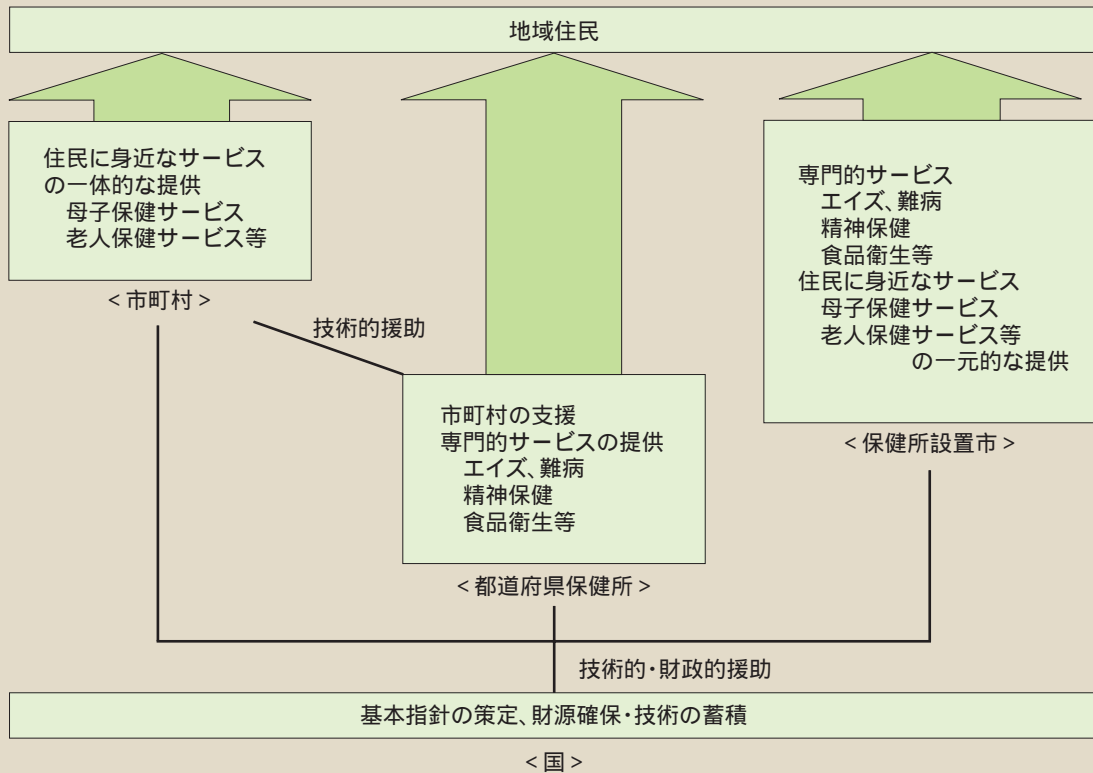 地域住民
住民に身近なサービス
の一体的な提供
母子保健サービス
老人保健サービス等
<市町村>
技術的援助
市町村の支援
専門的サービスの提供
エイズ、難病
精神保健
食品衛生等
<都道府県保健所>
専門的サービス
エイズ、難病
精神保健
食品衛生等
住民に身近なサービス
母子保健サービス
老人保健サービス等
の一元的な提供
<保健所設置市>
技術的・財政的援助
基本指針の策定、財源確保・技術の蓄積
<国>